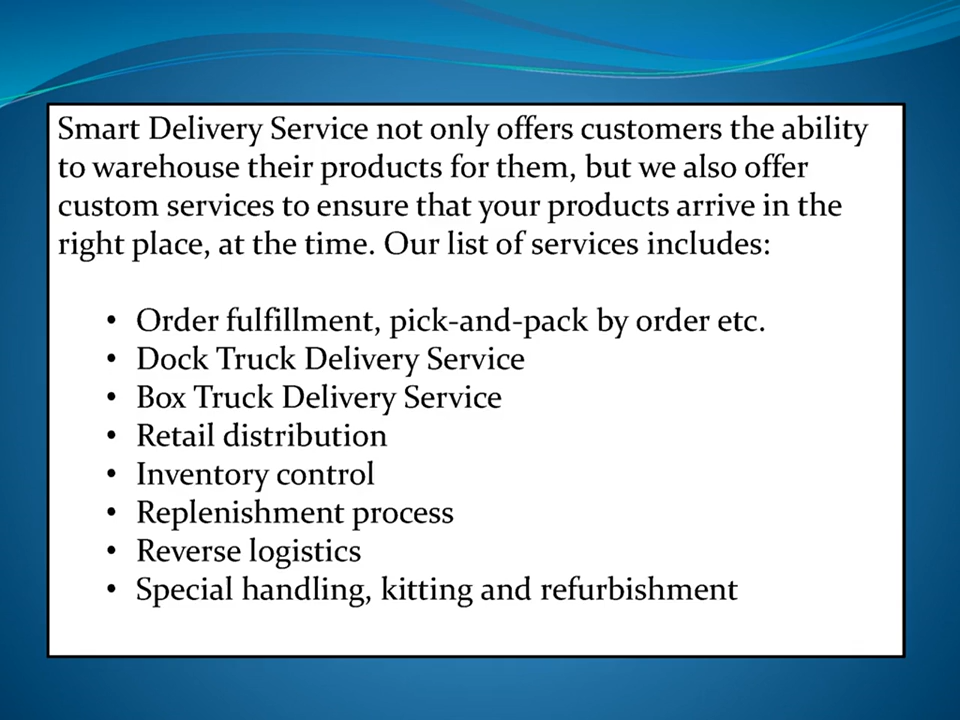 Smart Delivery Service not only offers customers the ability
to warehouse their products for them, but we also offer
custom services to ensure that your products arrive in the
right place, at the time. Our list of services includes:
• Order fulfillment, pick-and-pack by order etc.
• Dock Truck Delivery Service
• Box Truck Delivery Service
• Retail distribution
• Inventory control
• Replenishment process
• Reverse logistics
• Special handling, kitting and refurbishment